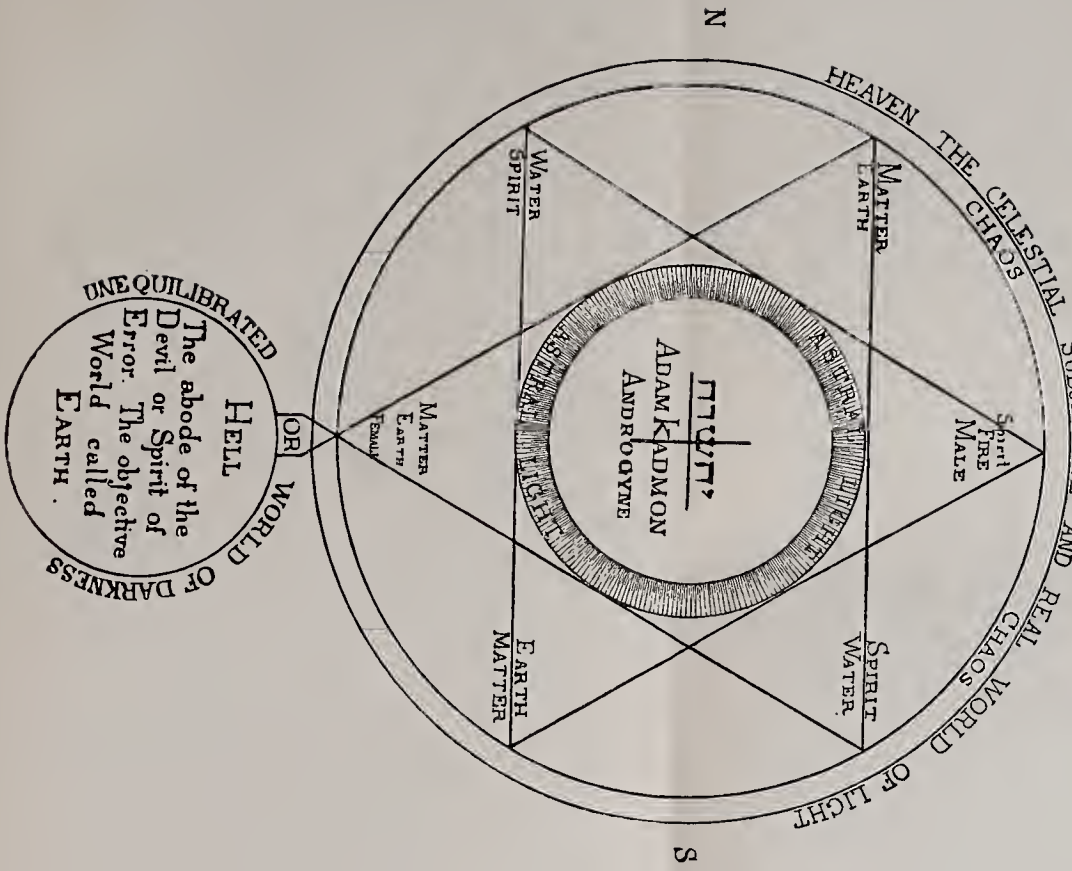 N
HEAVEN THE CELESTIAL AND REAL WORLD OF LIGHT
CHAOS
CHAOS
Spirit
FIRE
MALE
MATTER
EARTH
SPIRIT
WATER
ASTRAL LIGHT
יהשוה
ADAM KADMON
ANDROGYNE
ASTRAL LIGHT
WATER
SPIRIT
EARTH
MATTER
MATTER
EARTH
FEMALE
S
OR
UNEQUILIBRATED WORLD OF DARKNESS
HELL
The abode of the
Devil or Spirit of
Error. The objective
World called
EARTH.